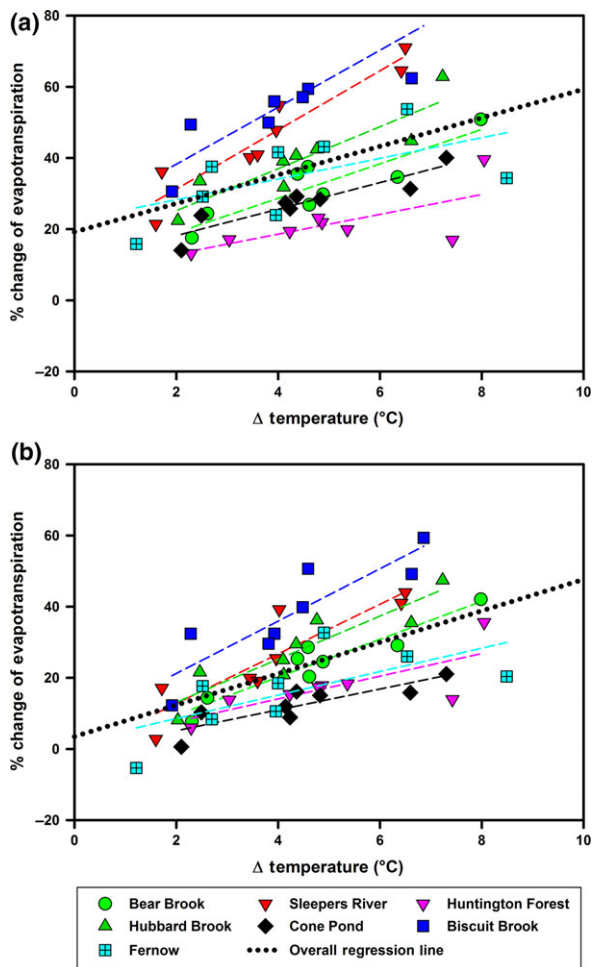 (a)
80
60
40
20
0
–20
% change of evapotranspiration
0 2 4 6 8 10
Δ temperature (°C)
(b)
80
60
40
20
0
–20
% change of evapotranspiration
0 2 4 6 8 10
Δ temperature (°C)
Bear Brook Sleepers River Huntington Forest
Hubbard Brook Cone Pond Biscuit Brook
Fernow Overall regression line